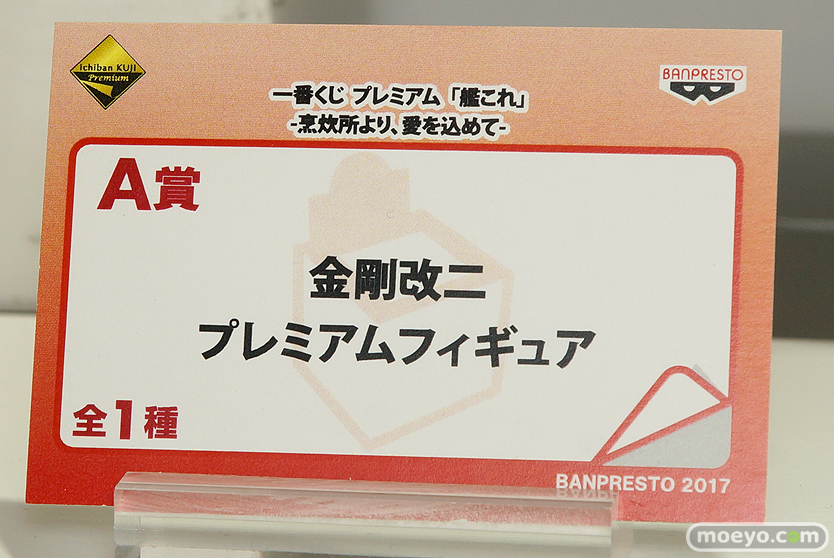 Ichiban KUJI
Premium
BANPRESTO
一番くじ プレミアム 「艦これ」
-烹炊所より、愛を込めて-
A賞
金剛改二
プレミアムフィギュア
全1種
BANPRESTO 2017
moeyo.com